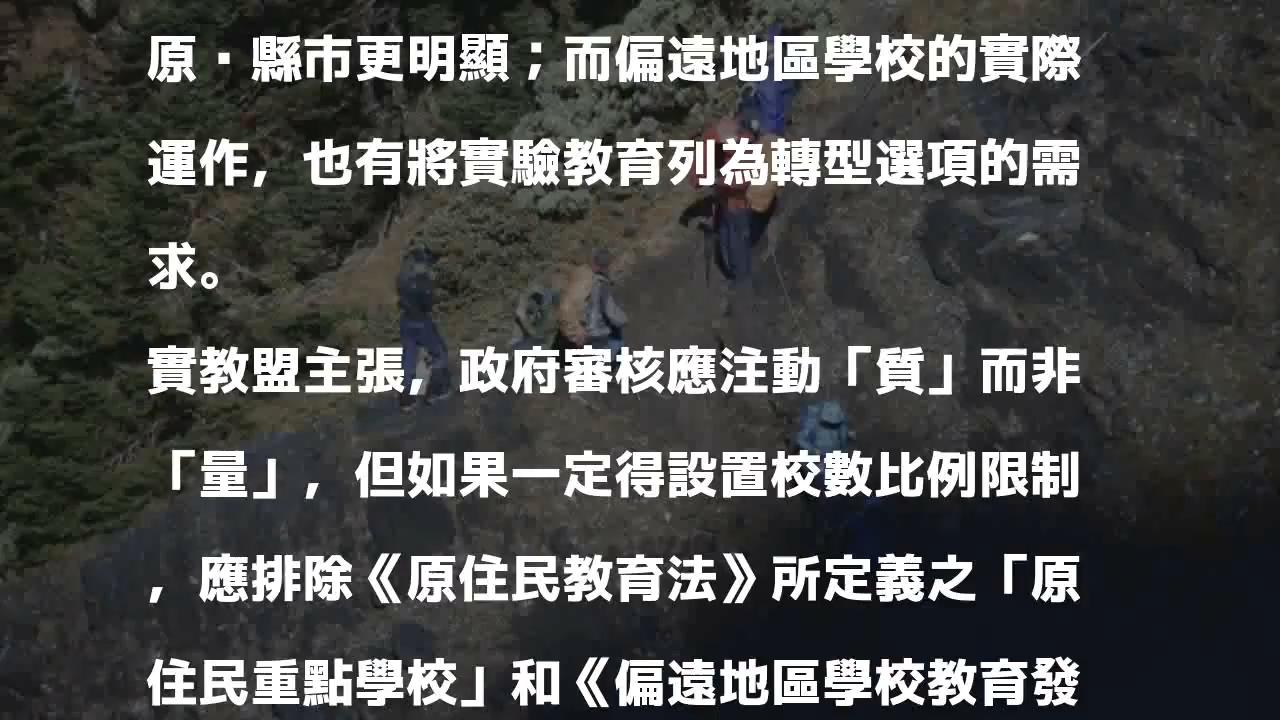 原·縣市更明顯；而偏遠地區學校的實際
運作，也有將實驗教育列為轉型選項的需
求。
實教盟主張，政府審核應注動「質」而非
「量」，但如果一定得設置校數比例限制
，應排除《原住民教育法》所定義之「原
住民重點學校」和《偏遠地區學校教育發